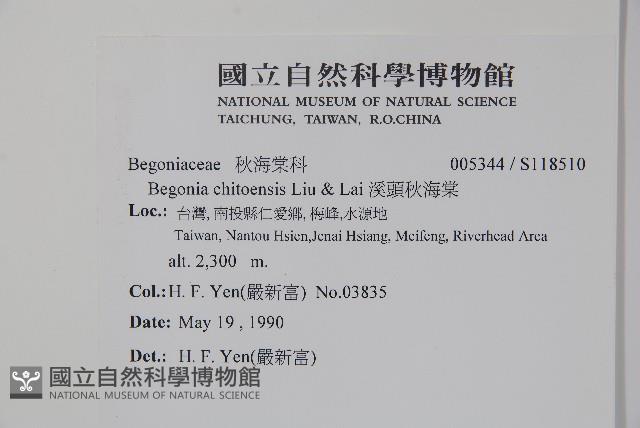 國立自然科學博物館
NATIONAL MUSEUM OF NATURAL SCIENCE
TAICHUNG, TAIWAN, R.O.CHINA
Begoniaceae 秋海棠科 005344 / S118510
Begonia chitoensis Liu & Lai 溪頭秋海棠
Loc.: 台灣, 南投縣仁愛鄉, 梅峰,水源地
Taiwan, Nantou Hsien,Jenai Hsiang, Meifeng, Riverhead Area
alt. 2,300 m.
Col.: H. F. Yen(嚴新富) No.03835
Date: May 19 , 1990
Det.: H. F. Yen(嚴新富)
國立自然科學博物館
NATIONAL MUSEUM OF NATURAL SCIENCE